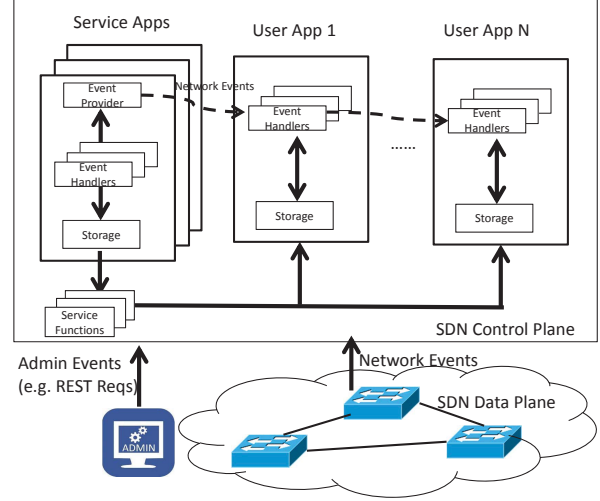 Service Apps
User App 1
User App N
Event
Provider
Network Events
Event
Handlers
Event
Handlers
......
Event
Handlers
Storage
Storage
Storage
Service
Functions
SDN Control Plane
Admin Events
(e.g. REST Reqs)
Network Events
SDN Data Plane
ADMIN